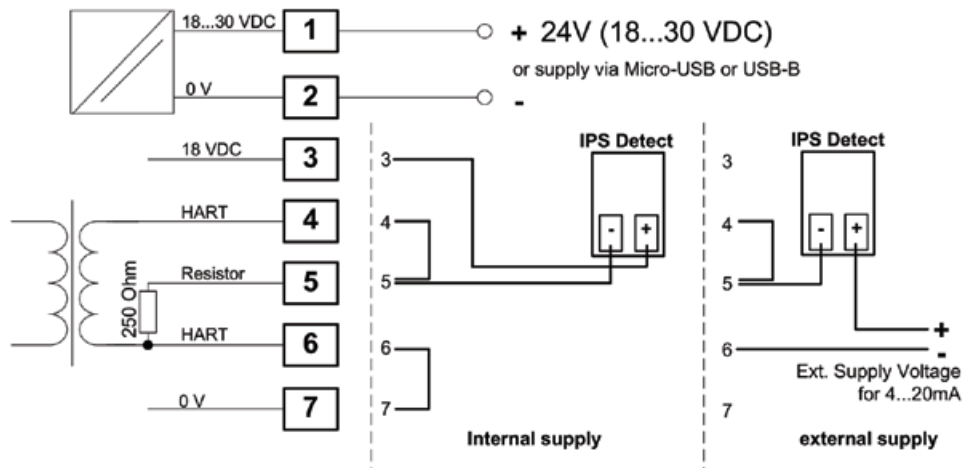 18...30 VDC
1
+ 24V (18...30 VDC)
or supply via Micro-USB or USB-B
0 V
2
-
18 VDC
3
HART
4
Resistor
5
250 Ohm
HART
6
0 V
7
3
IPS Detect
4
- +
5
6
7
Internal supply
IPS Detect
3
4
- +
5
+
6
-
Ext. Supply Voltage
for 4...20mA
7
external supply